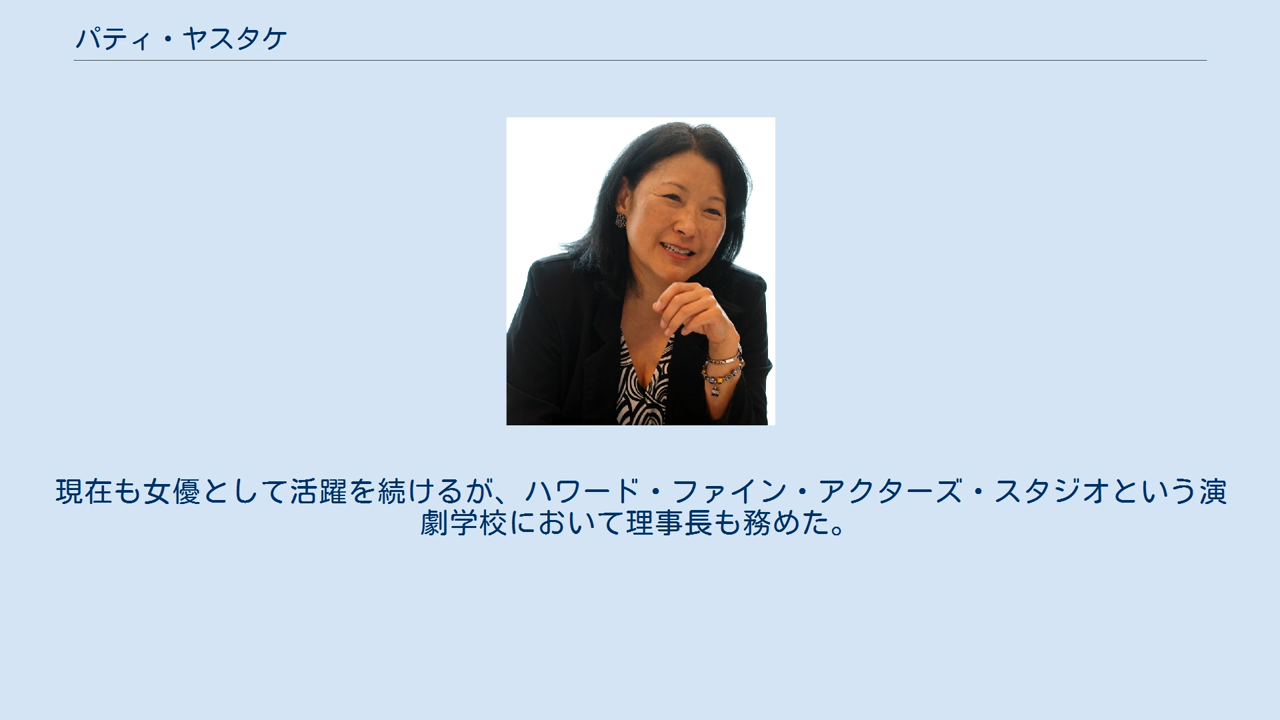 パティ・ヤスタケ
現在も女優として活躍を続けるが、ハワード・ファイン・アクターズ・スタジオという演
劇学校において理事長も務めた。